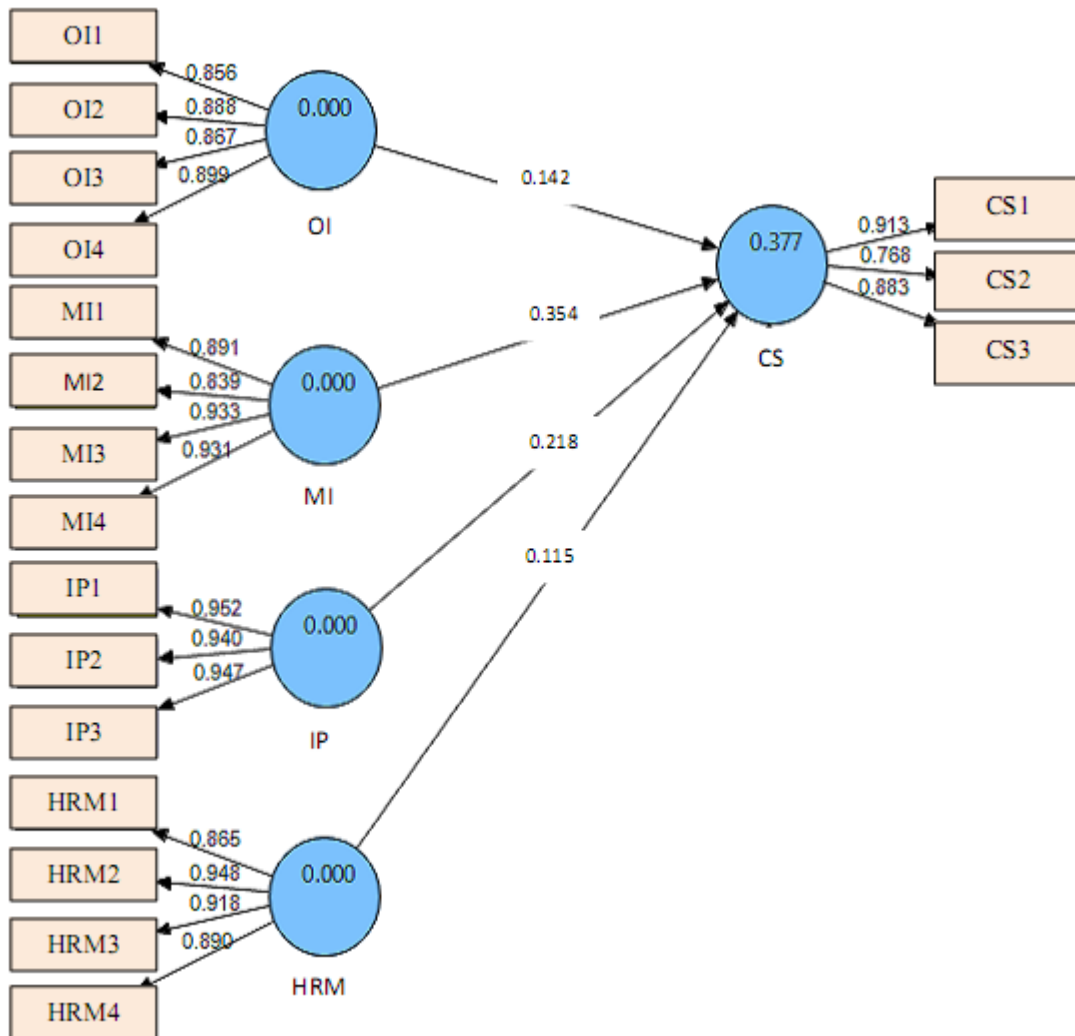 OI1
0.856
OI2
0.888
OI3
0.867
OI4
0.899
0.000
OI
0.142
MI1
0.891
MI2
0.839
MI3
0.933
MI4
0.931
0.000
MI
0.354
IP1
0.952
IP2
0.940
IP3
0.947
0.000
IP
0.218
HRM1
0.865
HRM2
0.948
HRM3
0.918
HRM4
0.890
0.000
HRM
0.115
0.377
CS
0.913
CS1
0.768
CS2
0.883
CS3